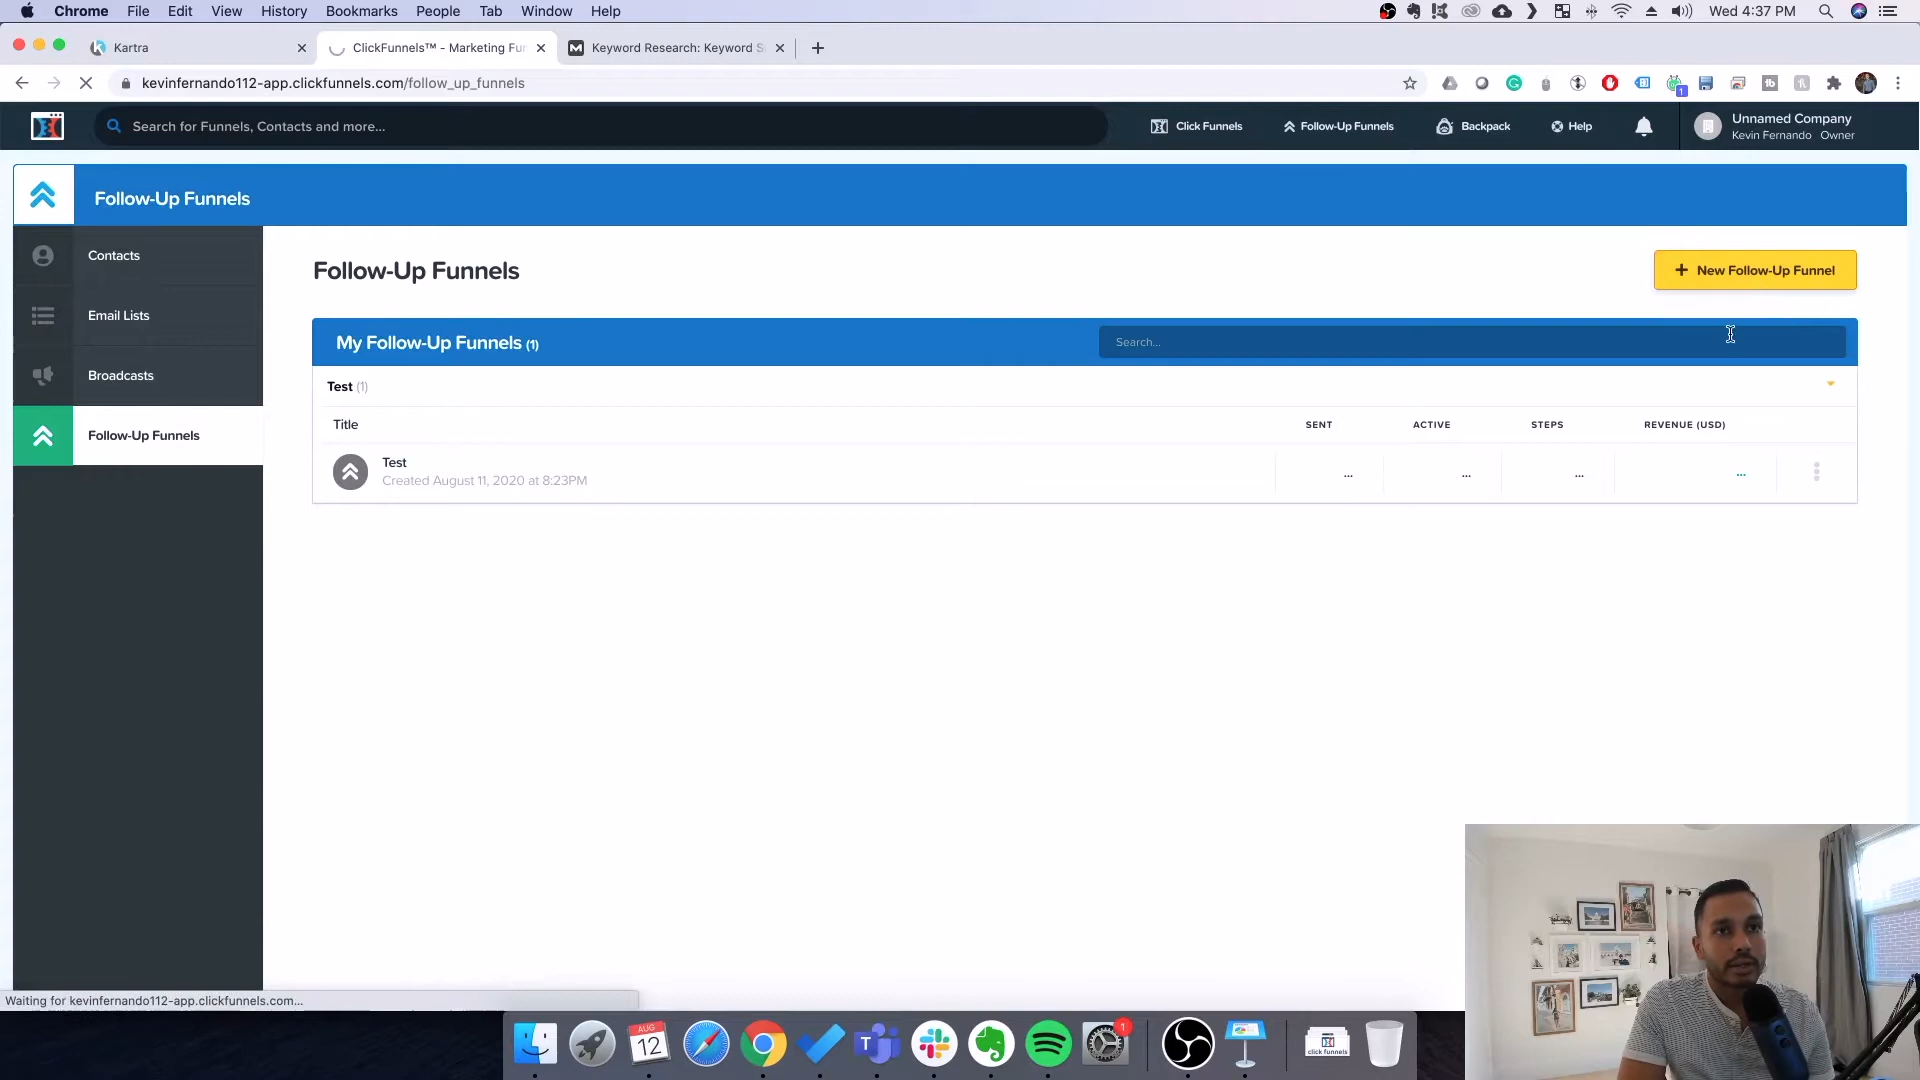 Chrome File Edit View History Bookmarks People Tab Window Help Wed 4:37 PM
Kartra ClickFunnels™ - Marketing Fun Keyword Research: Keyword S
kevinfernando112-app.clickfunnels.com/follow_up_funnels
Search for Funnels, Contacts and more... Click Funnels Follow-Up Funnels Backpack Help Unnamed Company
Kevin Fernando Owner
Follow-Up Funnels
Contacts
Email Lists
Broadcasts
Follow-Up Funnels
Follow-Up Funnels
+ New Follow-Up Funnel
My Follow-Up Funnels (1) Search...
Test (1)
Title SENT ACTIVE STEPS REVENUE (USD)
Test ... ... ... ...
Created August 11, 2020 at 8:23PM
Waiting for kevinfernando112-app.clickfunnels.com...
AUG
12
1
click funnels